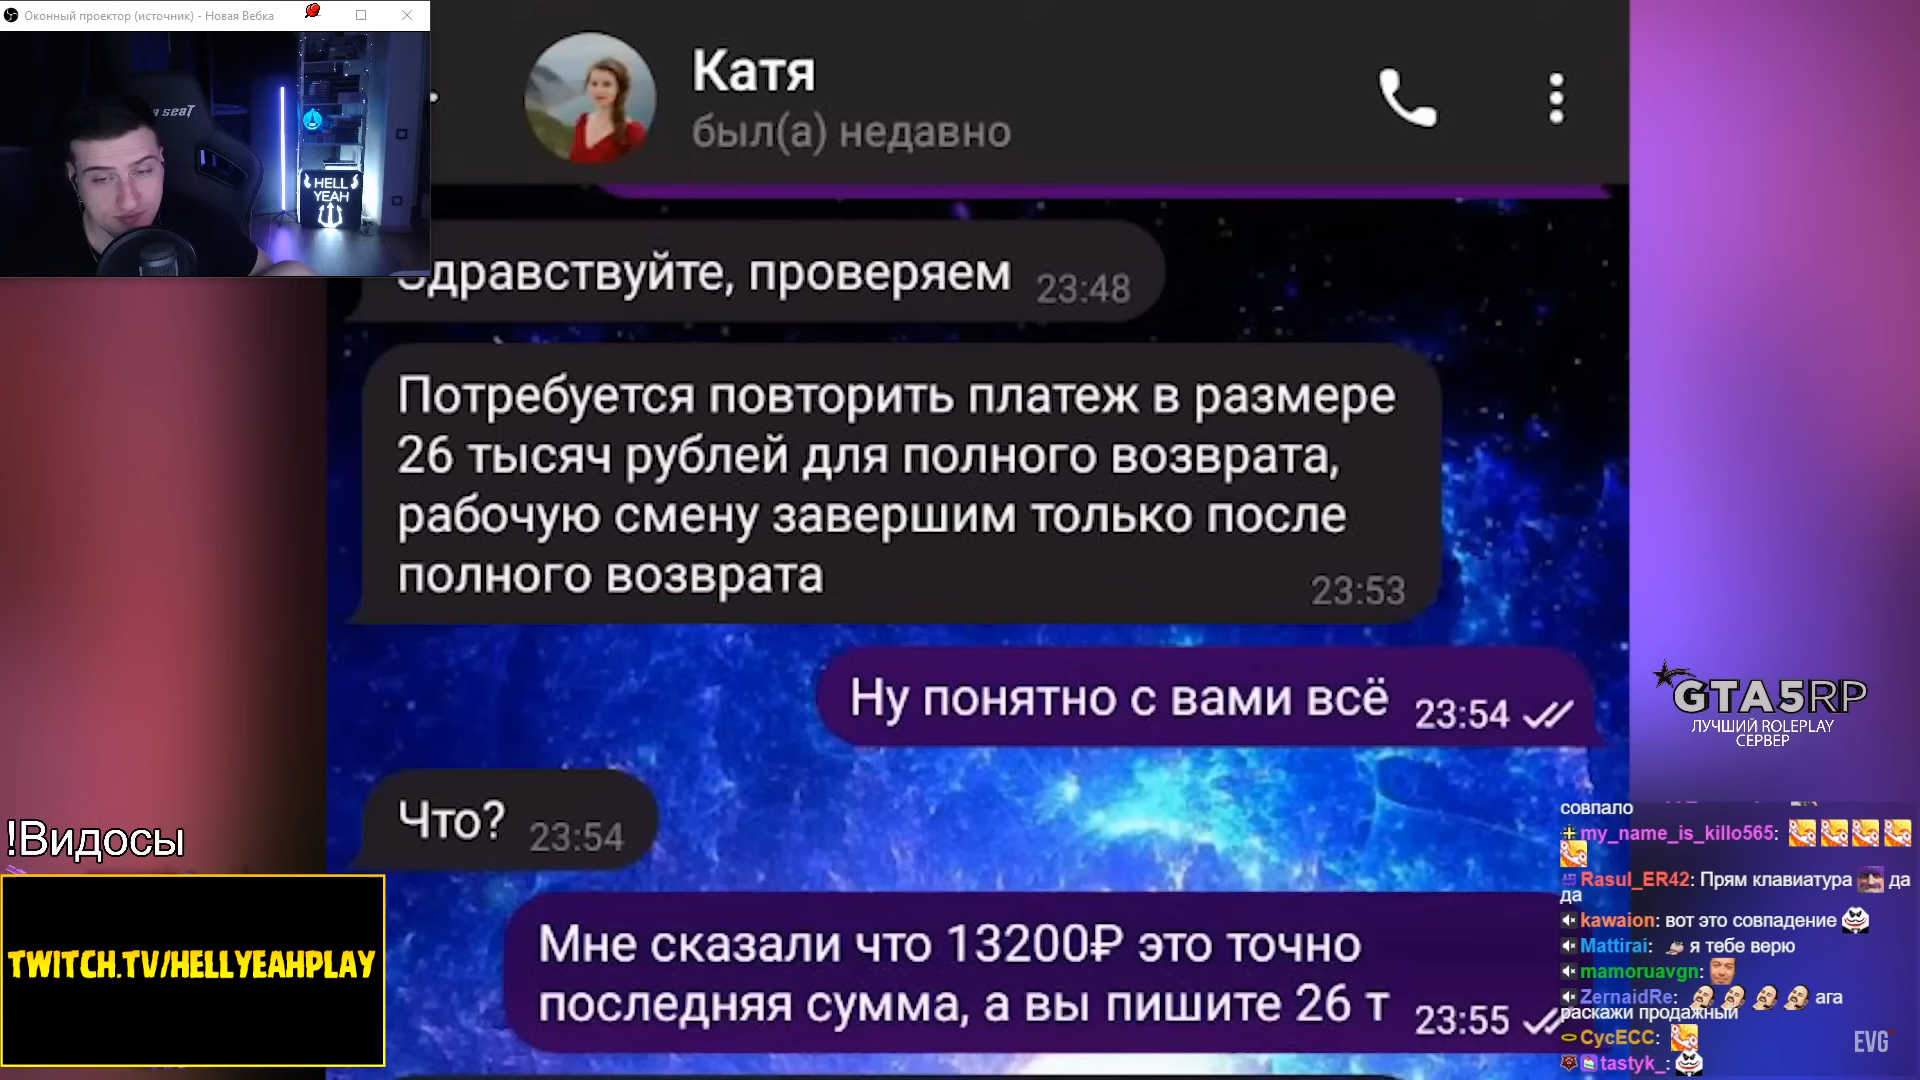 Оконный проектор (источник) - Новая Вебка
a seat
HELL
YEAH
Катя
был(а) недавно
Здравствуйте, проверяем 23:48
Потребуется повторить платеж в размере
26 тысяч рублей для полного возврата,
рабочую смену завершим только после
полного возврата 23:53
Ну понятно с вами всё 23:54
Что? 23:54
Мне сказали что 13200₽ это точно
последняя сумма, а вы пишите 26 т 23:55
!Видосы
TWITCH.TV/HELLYEAHPLAY
GTA5RP
ЛУЧШИЙ ROLEPLAY
СЕРВЕР
совпало
my_name_is_killo565:
Rasul_ER42: Прям клавиатура да
да
kawaion: вот это совпадение
Mattirai: я тебе верю
mamoruavgn:
ZernaidRe: ага
раскажи продажный
CycECC:
tastyk_:
EVG